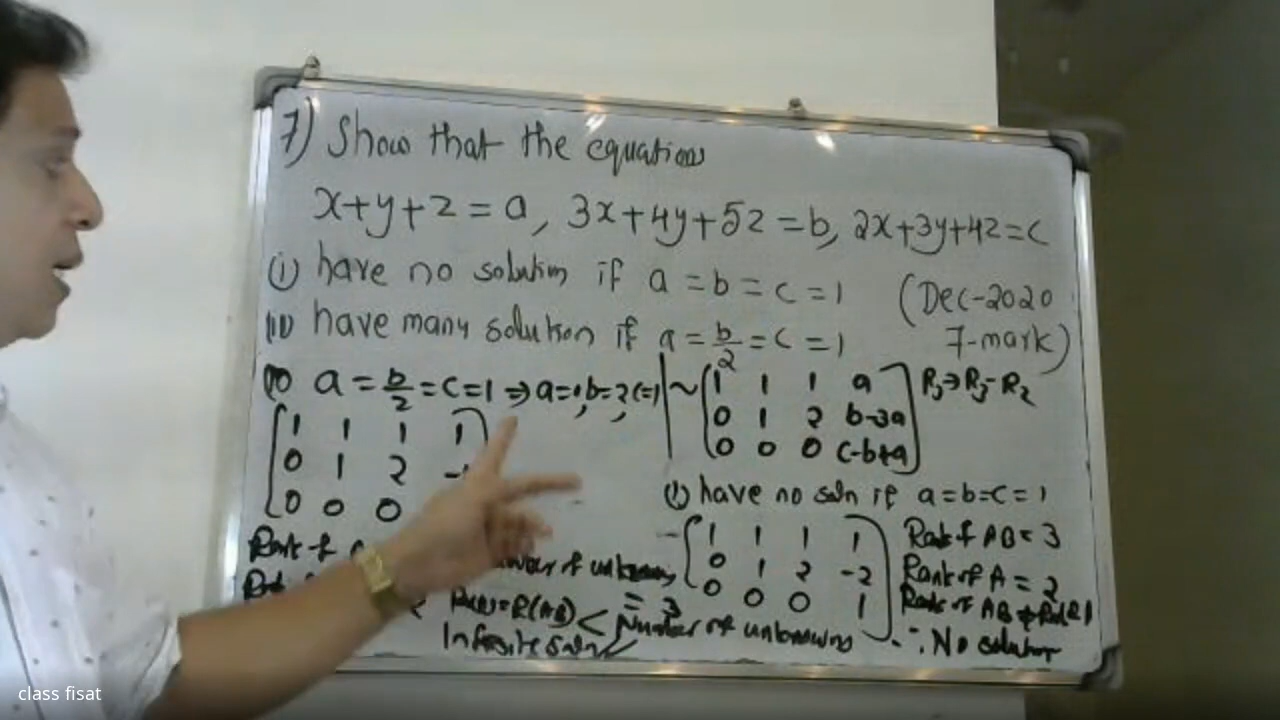 7) Show that the equations
x+y+z = a, 3x+4y+5z = b, 2x+3y+4z = c
(i) have no solution if a = b = c = 1
(Dec-2020
(ii) have many solution if a = b/2 = c = 1
7-mark)
a = b/2 = c = 1 ⇒ a=1, b=2, c=1
1 1 1 1
0 1 2 -1
0 0 0
number of unknowns
= 3
R(A) = R(AB) < Number of unknowns
Infinite soln
~ 1 1 1 a R3→R3-R2
0 1 2 b-3a
0 0 0 c-b+a
(i) have no soln if a=b=c=1
~ 1 1 1 1
0 1 2 -2
0 0 0 1
Rank of AB = 3
Rank of A = 2
Rank of AB ≠
∴ No solution
class fisat